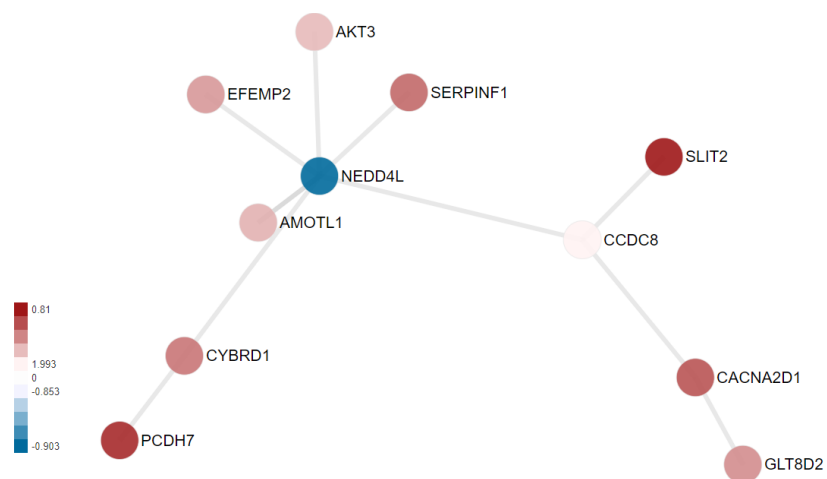 AKT3
EFEMP2
SERPINF1
SLIT2
NEDD4L
AMOTL1
CCDC8
0.81
CYBRD1
1.993
0
-0.853
CACNA2D1
PCDH7
-0.903
GLT8D2